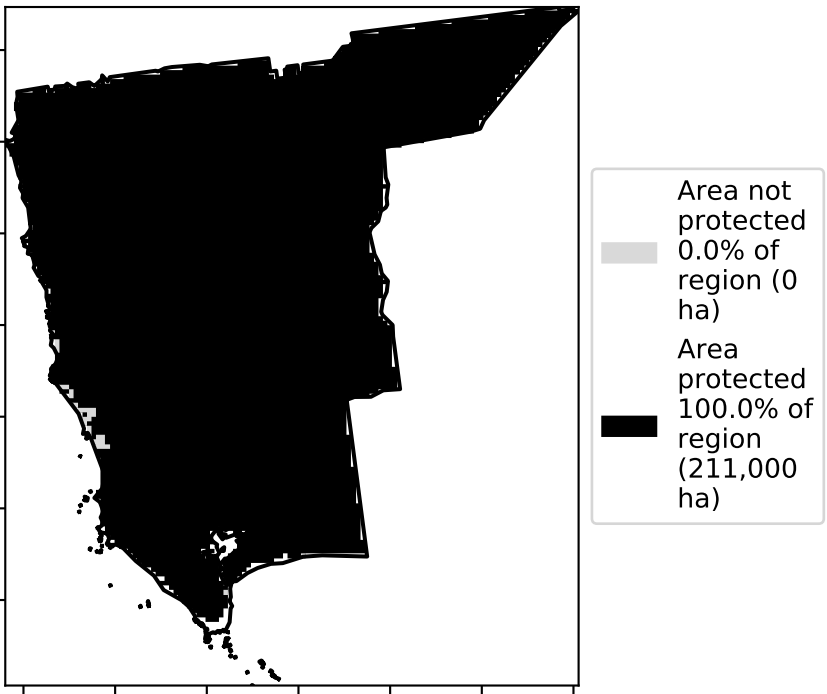 Area not
protected
0.0% of
region (0
ha)
Area
protected
100.0% of
region
(211,000
ha)